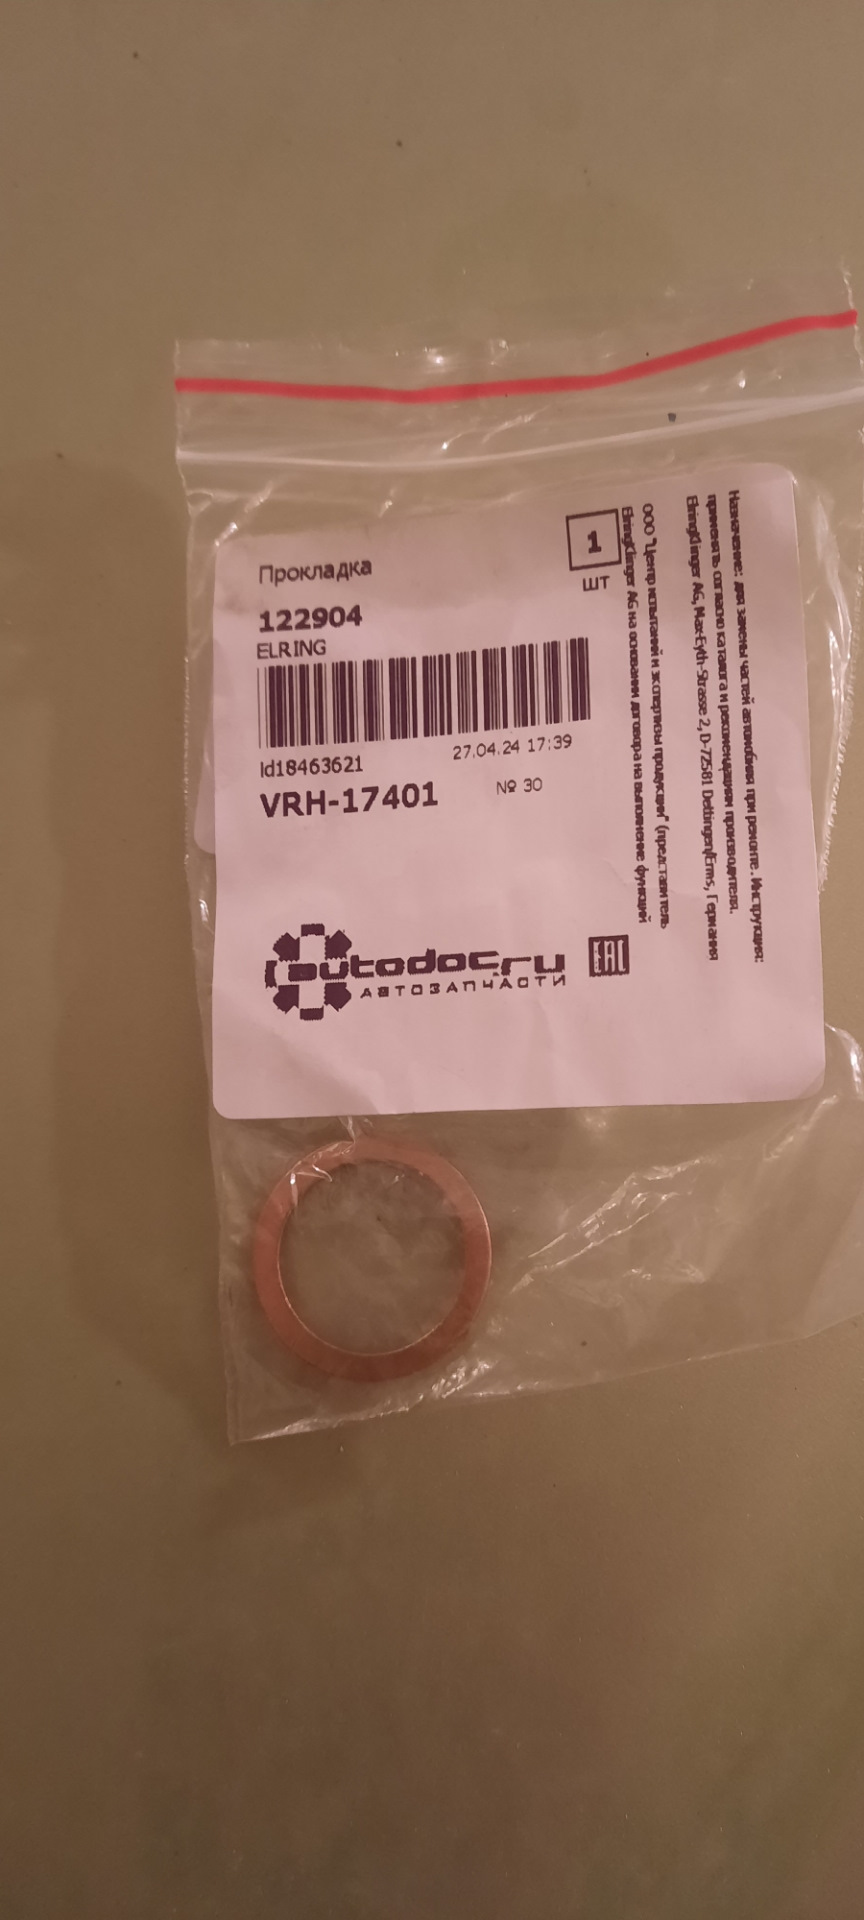 Прокладка
122904
ELRING
1
шт
Id18463621
27.04.24 17:39
VRH-17401
№ 30
autodoc.ru
АВТОЗАПЧАСТИ
EAC
Назначение: для замены частей автомобиля при ремонте. Инструкция:
применять согласно каталога и рекомендациям производителя.
ElringKlinger AG, Max-Eyth-Strasse 2, D-72581 Dettingen/Erms, Германия
ООО "Центр испытаний и экспертизы продукции" (представитель
ElringKlinger AG на основании договора на выполнение функций